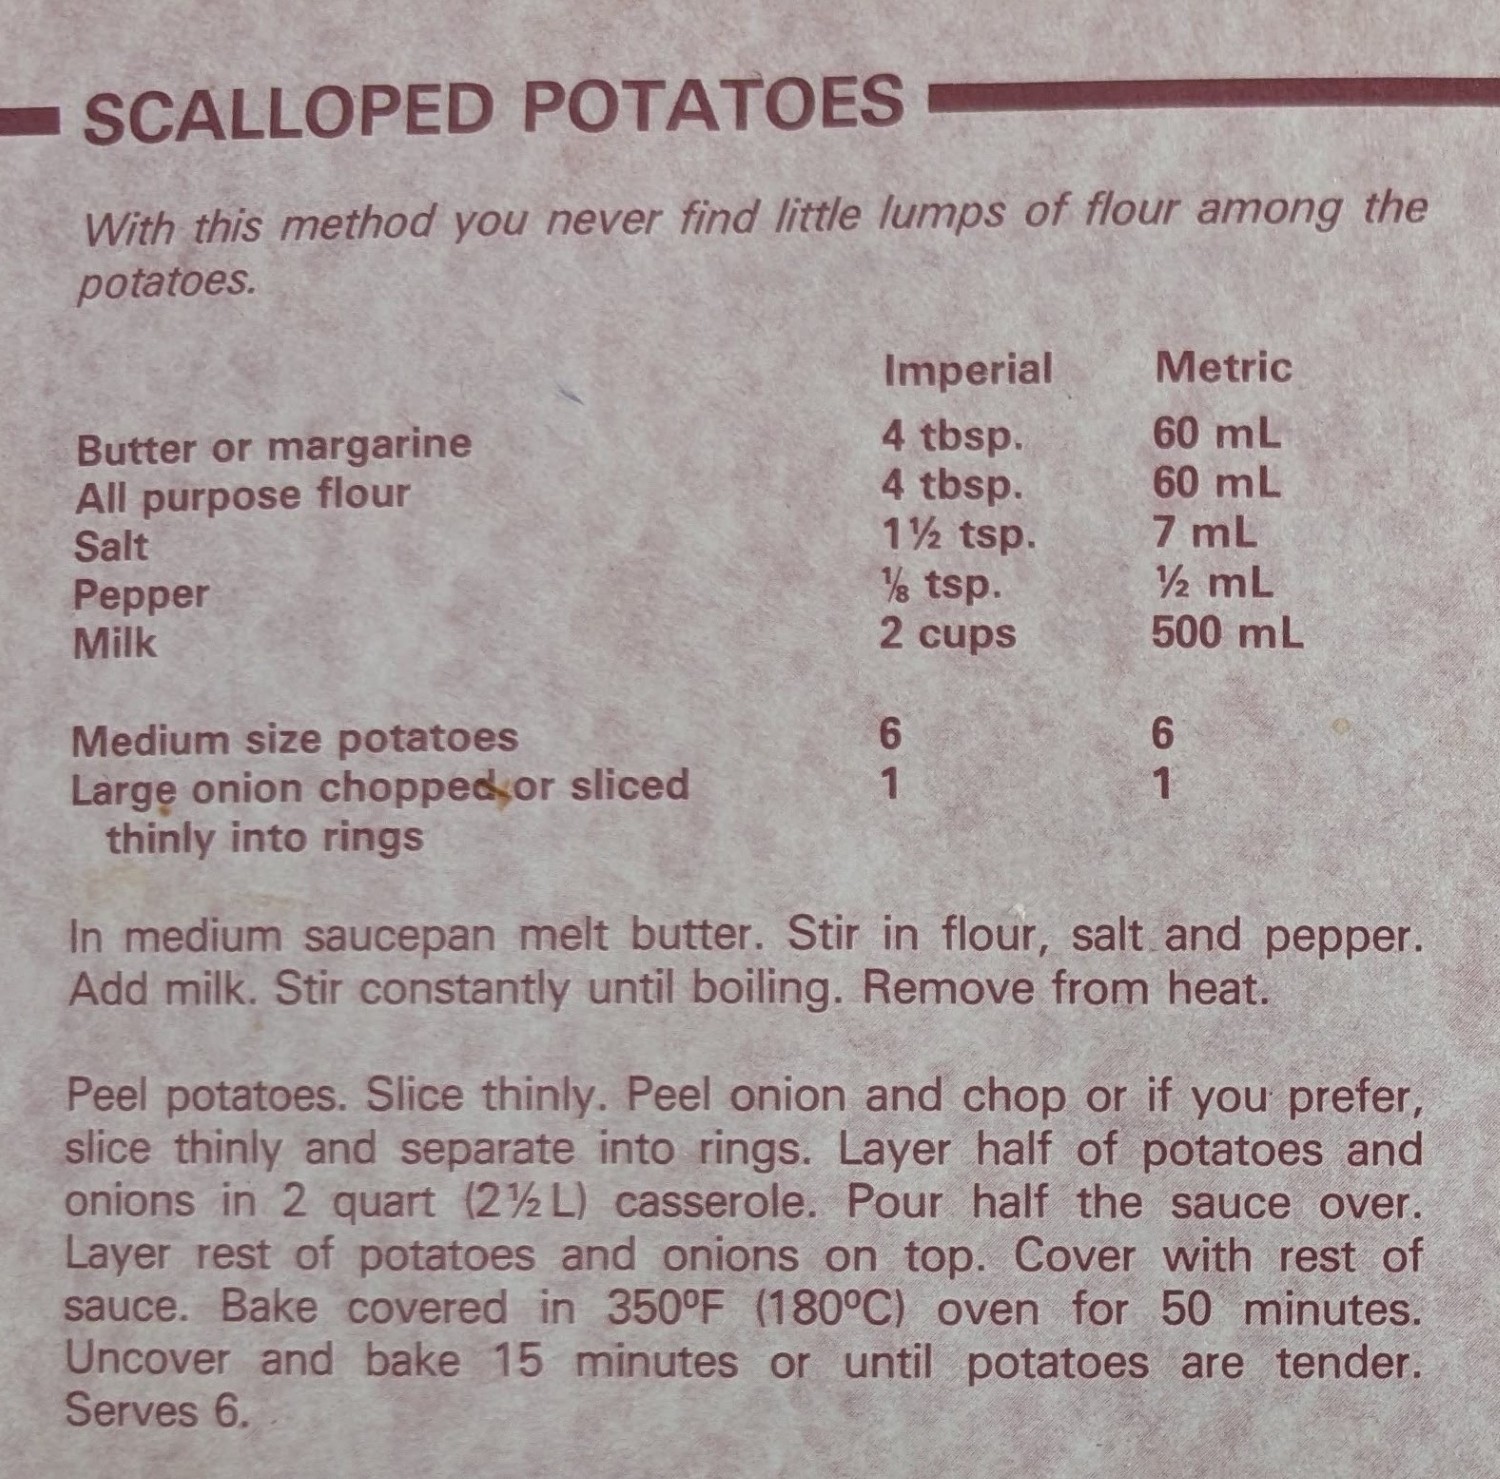 SCALLOPED POTATOES
With this method you never find little lumps of flour among the
potatoes.
Imperial Metric
Butter or margarine 4 tbsp. 60 mL
All purpose flour 4 tbsp. 60 mL
Salt 1½ tsp. 7 mL
Pepper ⅛ tsp. ½ mL
Milk 2 cups 500 mL
Medium size potatoes 6 6
Large onion chopped or sliced 1 1
thinly into rings
In medium saucepan melt butter. Stir in flour, salt and pepper.
Add milk. Stir constantly until boiling. Remove from heat.
Peel potatoes. Slice thinly. Peel onion and chop or if you prefer,
slice thinly and separate into rings. Layer half of potatoes and
onions in 2 quart (2½ L) casserole. Pour half the sauce over.
Layer rest of potatoes and onions on top. Cover with rest of
sauce. Bake covered in 350ºF (180ºC) oven for 50 minutes.
Uncover and bake 15 minutes or until potatoes are tender.
Serves 6.